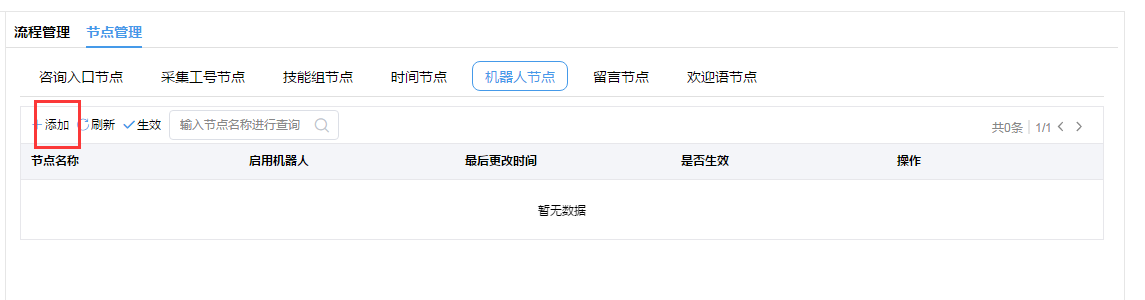 流程管理 节点管理
咨询入口节点 采集工号节点 技能组节点 时间节点 机器人节点 留言节点 欢迎语节点
添加 刷新 生效 输入节点名称进行查询 共0条 1/1
节点名称 启用机器人 最后更改时间 是否生效 操作
暂无数据